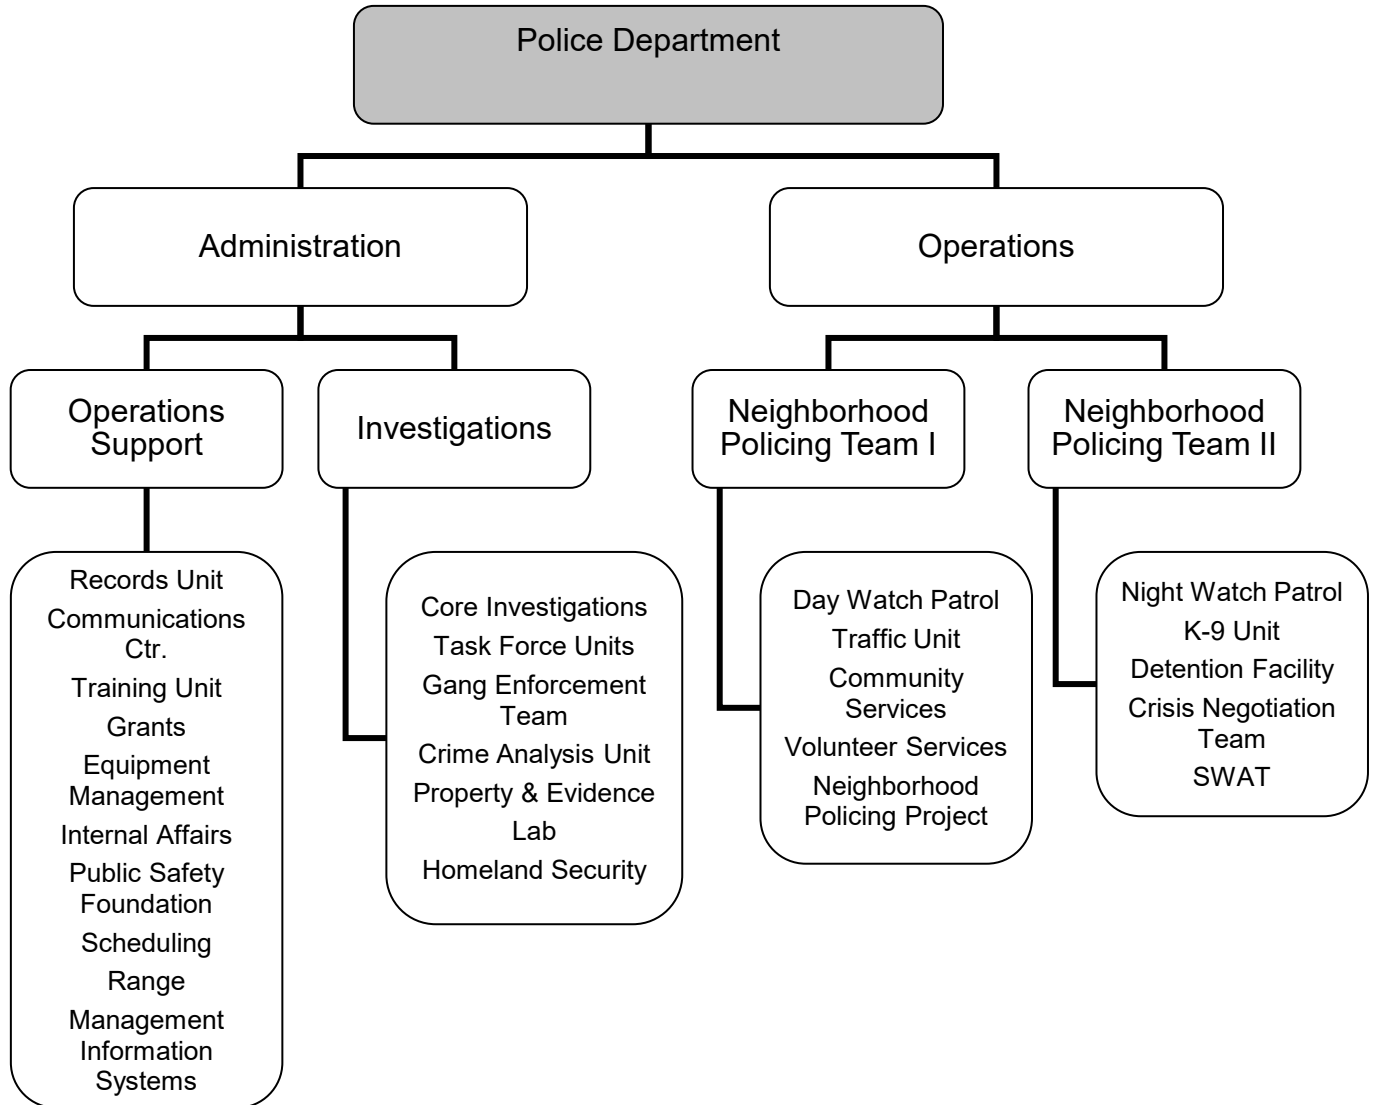 Police Department
Administration
Operations
Operations
Support
Investigations
Neighborhood
Policing Team I
Neighborhood
Policing Team II
Records Unit
Communications
Ctr.
Training Unit
Grants
Equipment
Management
Internal Affairs
Public Safety
Foundation
Scheduling
Range
Management
Information
Systems
Core Investigations
Task Force Units
Gang Enforcement
Team
Crime Analysis Unit
Property & Evidence
Lab
Homeland Security
Day Watch Patrol
Traffic Unit
Community
Services
Volunteer Services
Neighborhood
Policing Project
Night Watch Patrol
K-9 Unit
Detention Facility
Crisis Negotiation
Team
SWAT